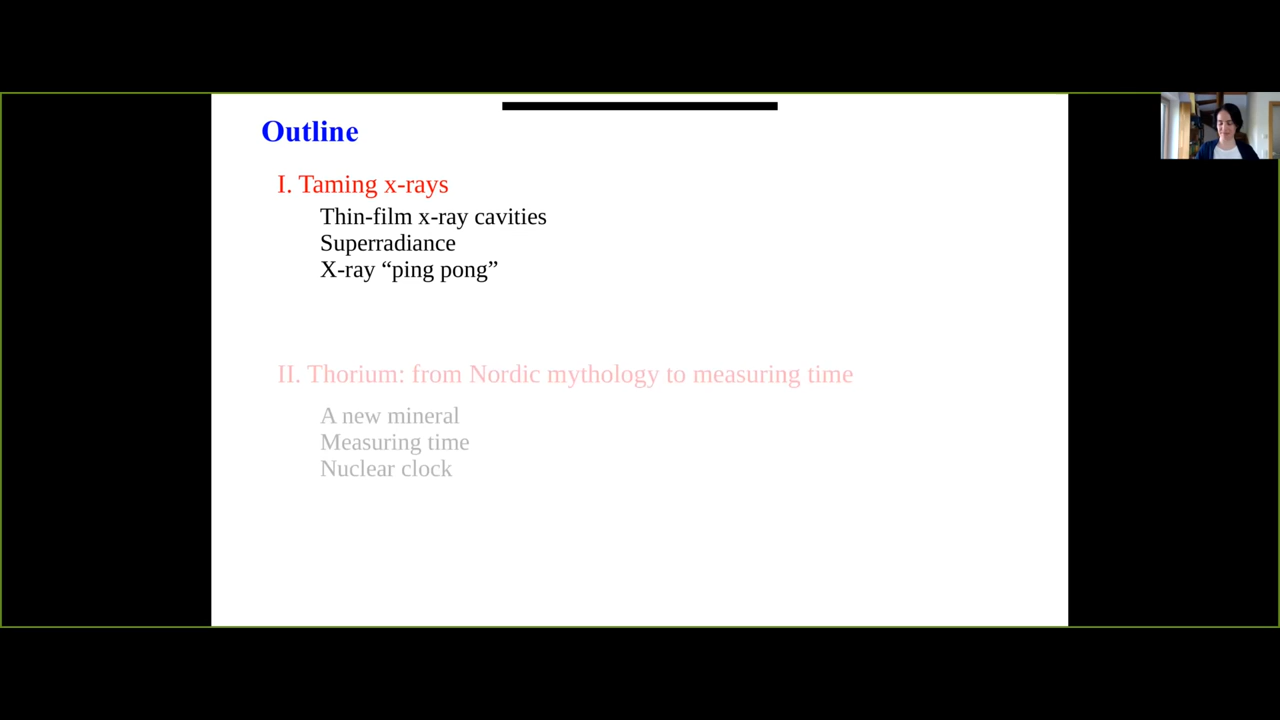 Outline
I. Taming x-rays
Thin-film x-ray cavities
Superradiance
X-ray “ping pong”
II. Thorium: from Nordic mythology to measuring time
A new mineral
Measuring time
Nuclear clock